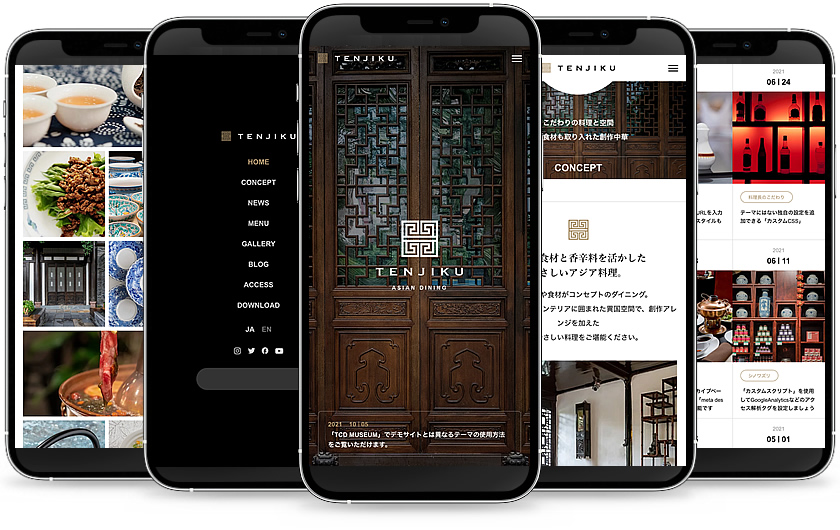 TENJIKU
HOME
CONCEPT
NEWS
MENU
GALLERY
BLOG
ACCESS
DOWNLOAD
JA EN
TENJIKU
TENJIKU
ASIAN DINING
2021 10 | 05
「TCD MUSEUM」でデモサイトとは異なるテーマの使用方法
をご覧いただけます。
TENJIKU
こだわりの料理と空間
食材も取り入れた創作中華
CONCEPT
食材と香辛料を活かした
さしいアジア料理。
や食材がコンセプトのダイニング。
ンテリアに囲まれた異国空間で、創作アレ
ンジを加えた
さしい料理をご堪能ください。
2021
06 | 24
料理長のこだわり
URLを入力
スタイルも
テーマにはない独自の設定を追
加できる「カスタムCSS」
2021
06 | 11
シノワズリ
カイブペー
「meta des
能です
「カスタムスクリプト」を使用
してGoogleAnalyticsなどのアク
セス解析タグを設定しましょう
2021
05 | 01